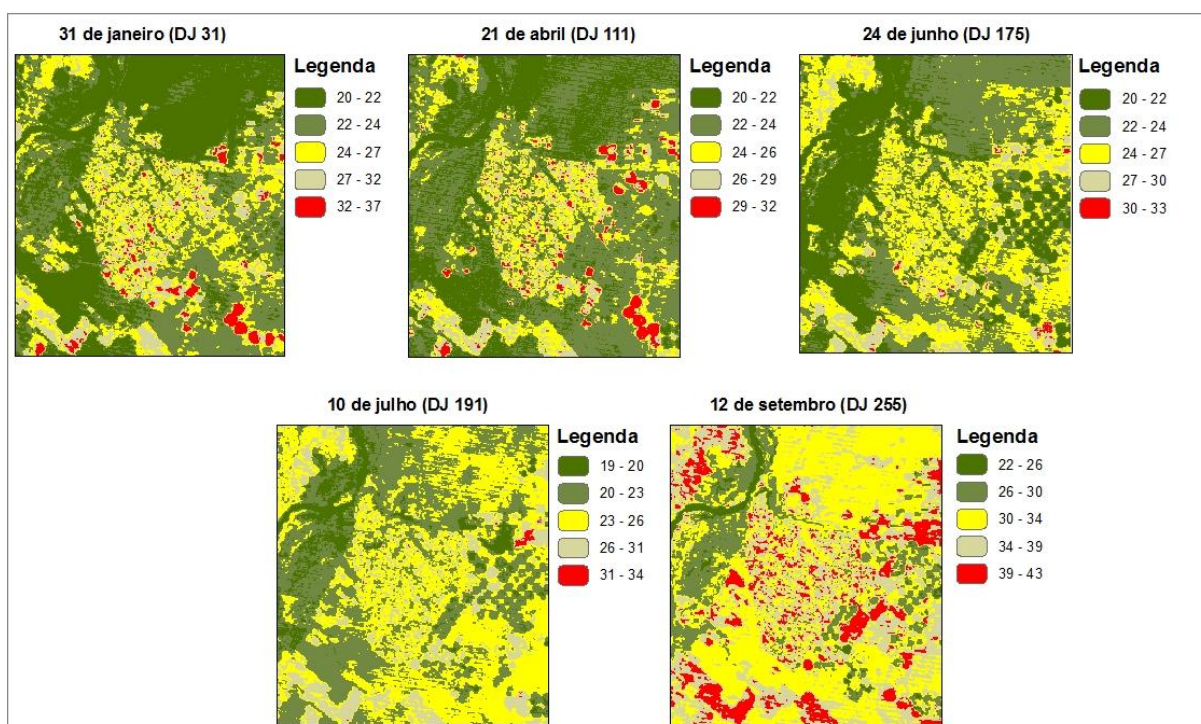 31 de janeiro (DJ 31)
Legenda
20 - 22
22 - 24
24 - 27
27 - 32
32 - 37
21 de abril (DJ 111)
Legenda
20 - 22
22 - 24
24 - 26
26 - 29
29 - 32
24 de junho (DJ 175)
Legenda
20 - 22
22 - 24
24 - 27
27 - 30
30 - 33
10 de julho (DJ 191)
Legenda
19 - 20
20 - 23
23 - 26
26 - 31
31 - 34
12 de setembro (DJ 255)
Legenda
22 - 26
26 - 30
30 - 34
34 - 39
39 - 43